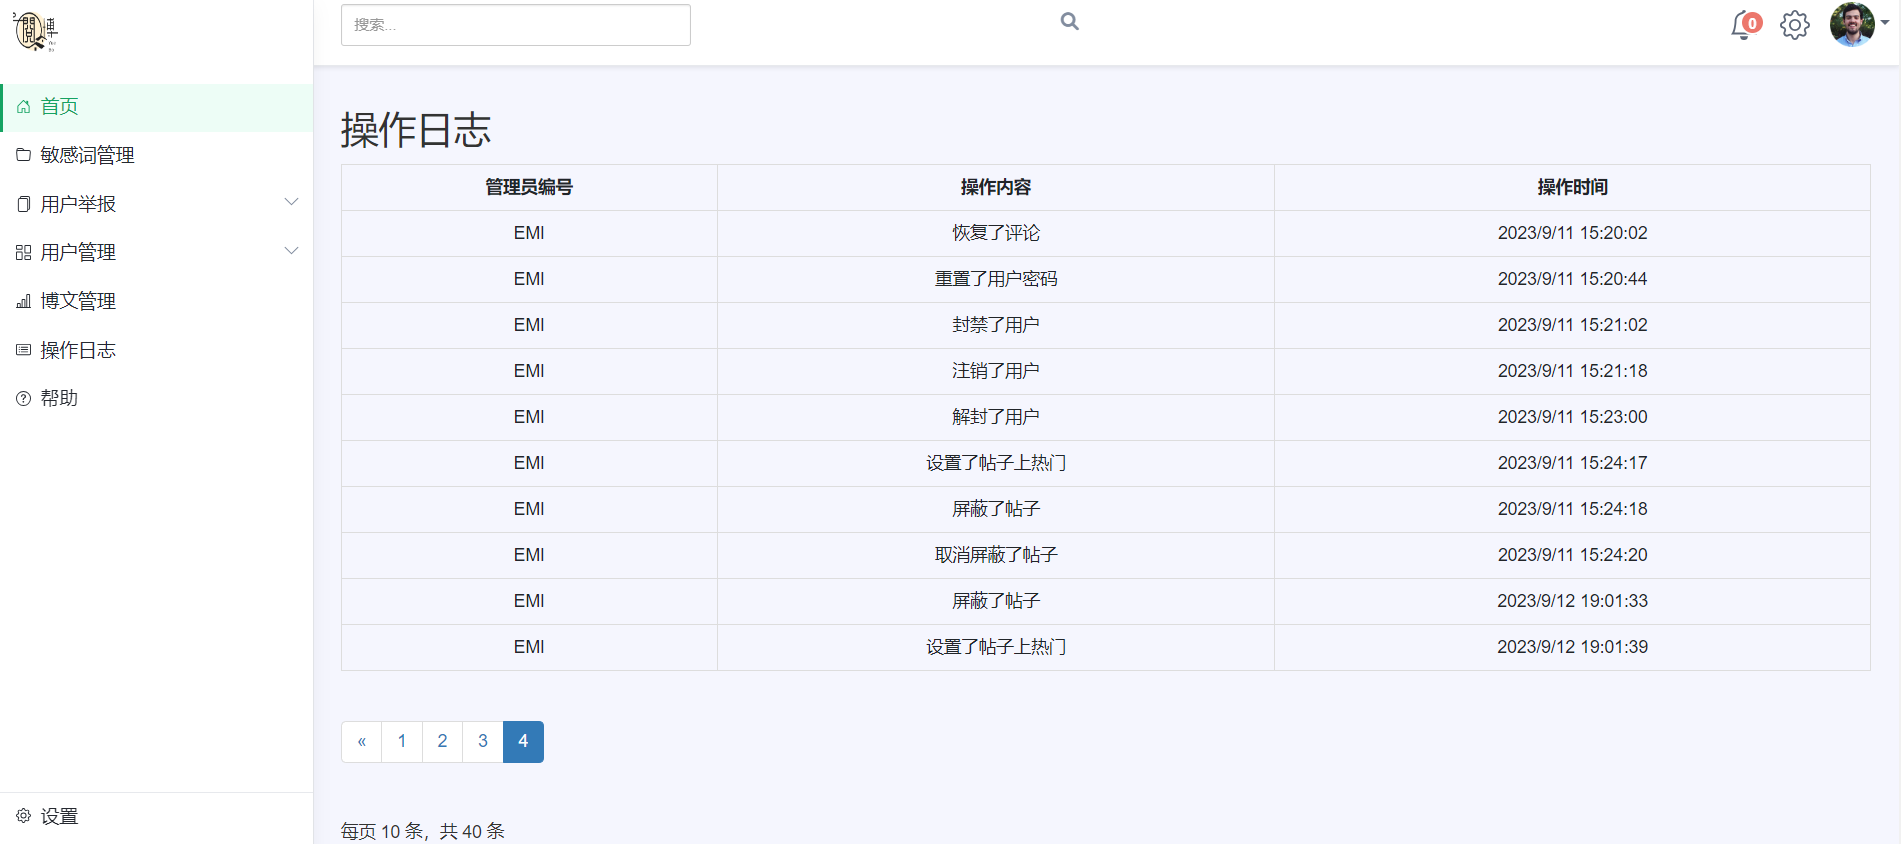 閱博
搜索...
0
首页
敏感词管理
用户举报
用户管理
博文管理
操作日志
帮助
设置
操作日志
管理员编号 操作内容 操作时间
EMI 恢复了评论 2023/9/11 15:20:02
EMI 重置了用户密码 2023/9/11 15:20:44
EMI 封禁了用户 2023/9/11 15:21:02
EMI 注销了用户 2023/9/11 15:21:18
EMI 解封了用户 2023/9/11 15:23:00
EMI 设置了帖子上热门 2023/9/11 15:24:17
EMI 屏蔽了帖子 2023/9/11 15:24:18
EMI 取消屏蔽了帖子 2023/9/11 15:24:20
EMI 屏蔽了帖子 2023/9/12 19:01:33
EMI 设置了帖子上热门 2023/9/12 19:01:39
« 1 2 3 4
每页 10 条，共 40 条